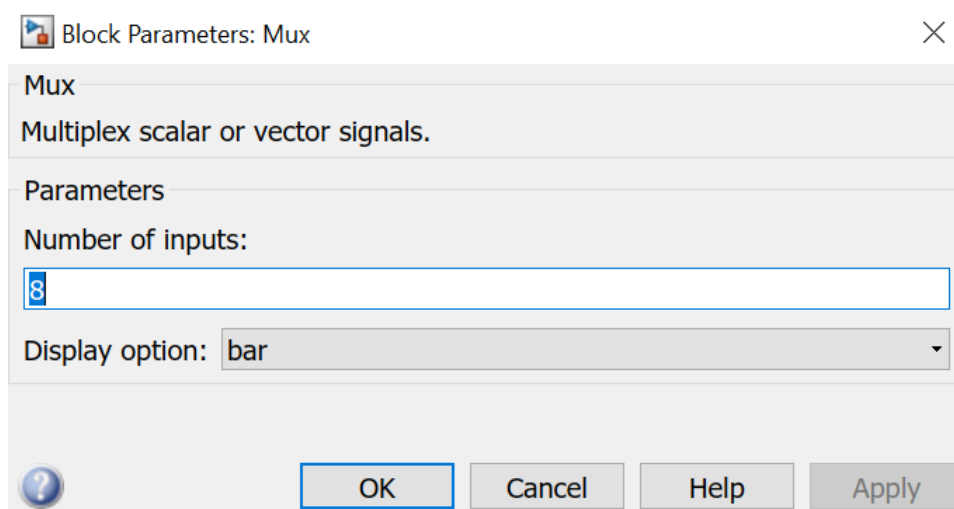 Block Parameters: Mux
Mux
Multiplex scalar or vector signals.
Parameters
Number of inputs:
8
Display option: bar
? OK Cancel Help Apply